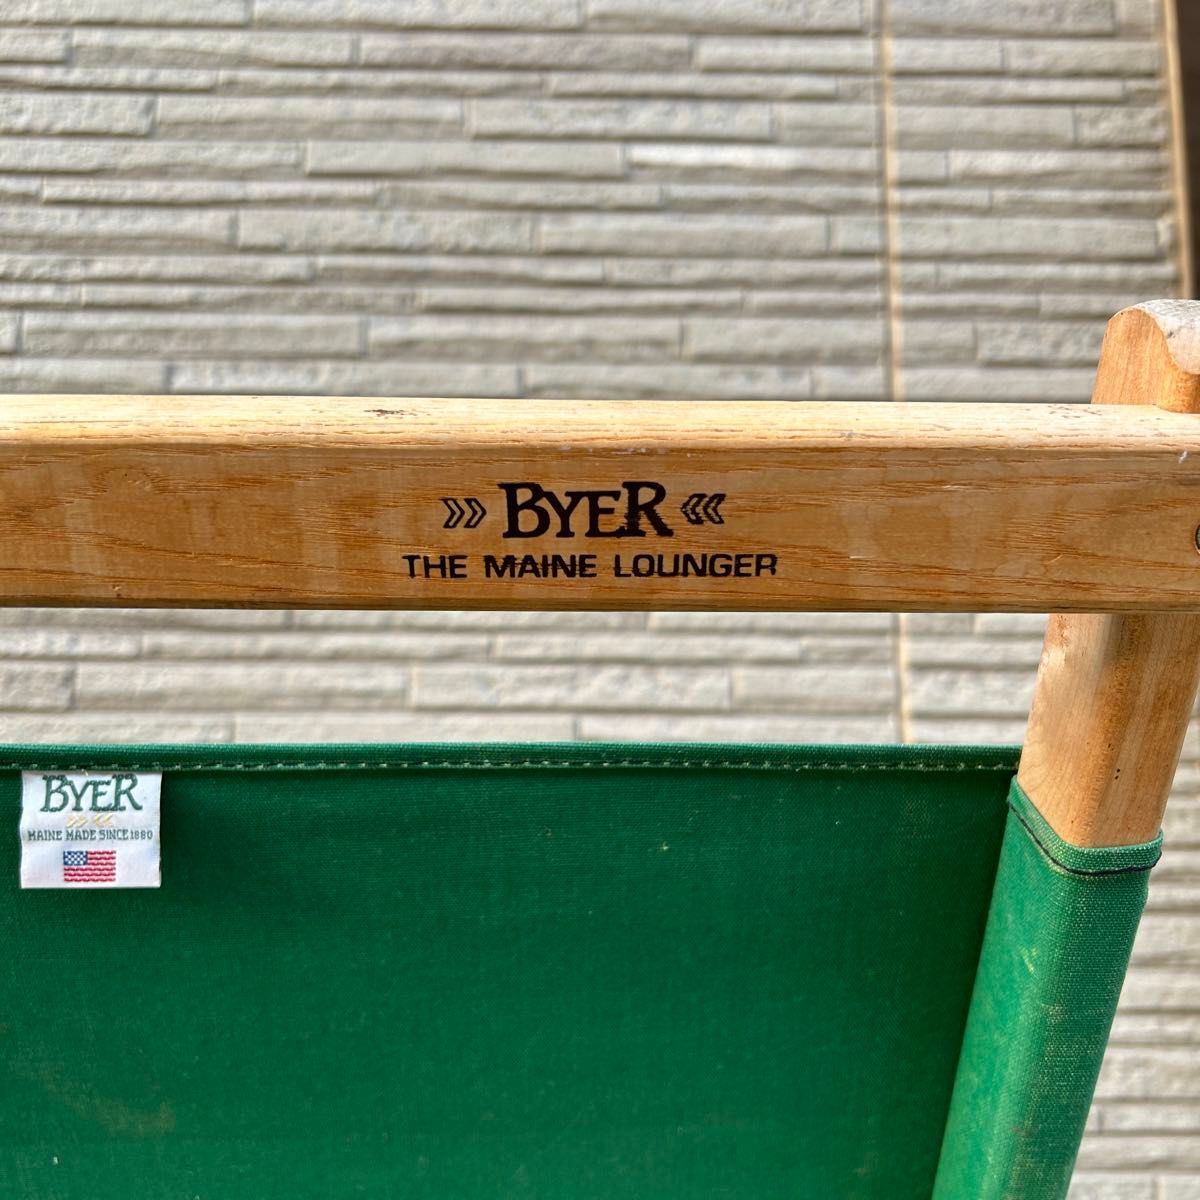 BYER
THE MAINE LOUNGER
BYER
MAINE MADE SINCE 1880